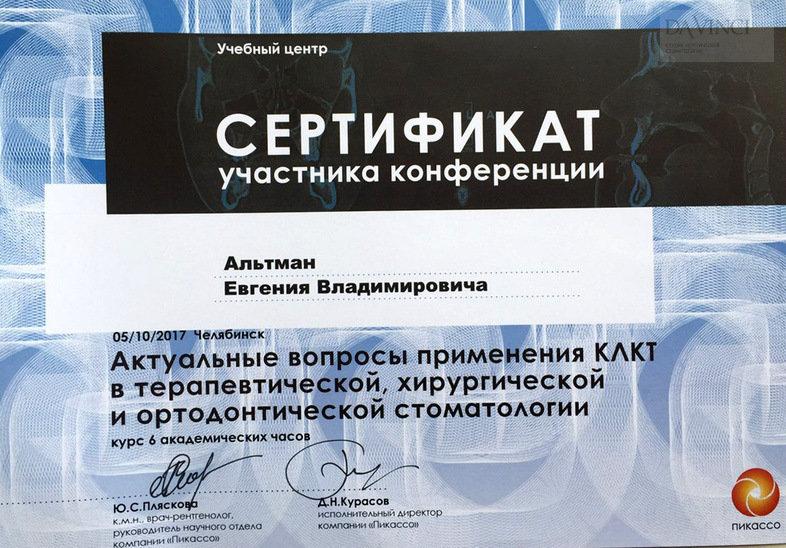 Учебный центр
DAVINCI
СЕРТИФИКАТ
участника конференции
Альтман
Евгения Владимировича
05/10/2017 Челябинск
Актуальные вопросы применения КЛКТ
в терапевтической, хирургической
и ортодонтической стоматологии
курс 6 академических часов
Ю.С.Пляскова
к.м.н., врач-рентгенолог,
руководитель научного отдела
компании «Пикассо»
Д.Н.Курасов
исполнительный директор
компании «Пикассо»
ПИКАССО